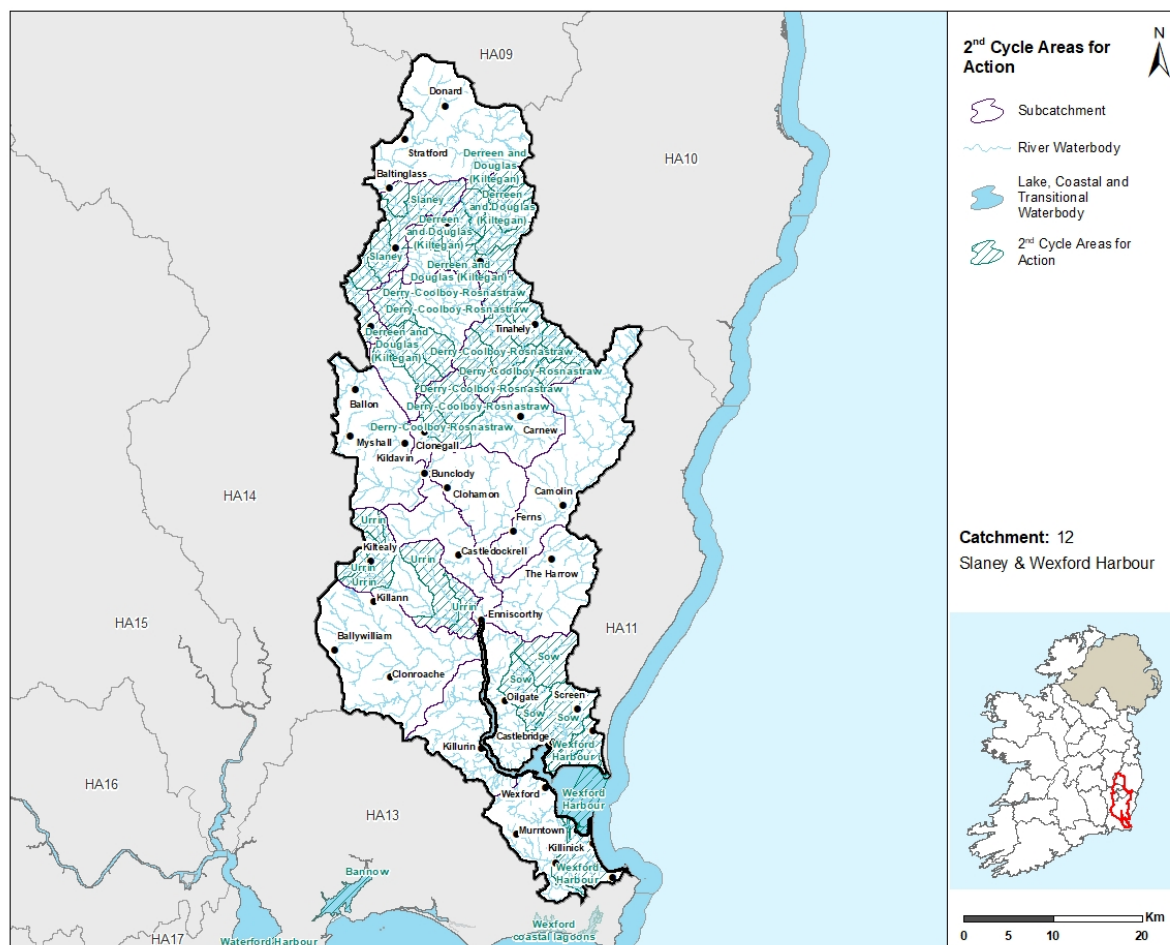 HA09
Donard
HA10
Stratford
Derreen and
Douglas
(Kiltegan)
Baltinglass
Slaney
Derreen
and Douglas
(Kiltegan)
Derreen
and Douglas
(Kiltegan)
Slaney
Derreen and
Douglas (Kiltegan)
Derry-Coolboy-Rosnastraw
Derry-Coolboy-Rosnastraw
Tinahely
Derreen and
Douglas
(Kiltegan)
Derry-Coolboy-Rosnastraw
Derry-Coolboy-Rosnastraw
Derry-Coolboy-Rosnastraw
Ballon
Derry-Coolboy-Rosnastraw
Carnew
Derry-Coolboy-Rosnastraw
Myshall
Clonegall
Kildavin
Bunclody
Clohamon
Camolin
HA14
Urrin
Ferns
Kiltealy
Urrin
Castledockrell
The Harrow
Urrin
Urrin
Killann
Urrin
Enniscorthy
HA15
HA11
Ballywilliam
Sow
Clonroache
Sow
Oilgate
Screen
Sow
Sow
Castlebridge
Killurin
Wexford
Harbour
HA16
Wexford
Wexford
Harbour
HA13
Murntown
Killinick
Bannow
Wexford
Harbour
Wexford
coastal lagoons
HA17
Waterford Harbour
2nd Cycle Areas for
Action
N
Subcatchment
River Waterbody
Lake, Coastal and
Transitional
Waterbody
2nd Cycle Areas for
Action
Catchment: 12
Slaney & Wexford Harbour
Km
0 5 10 20